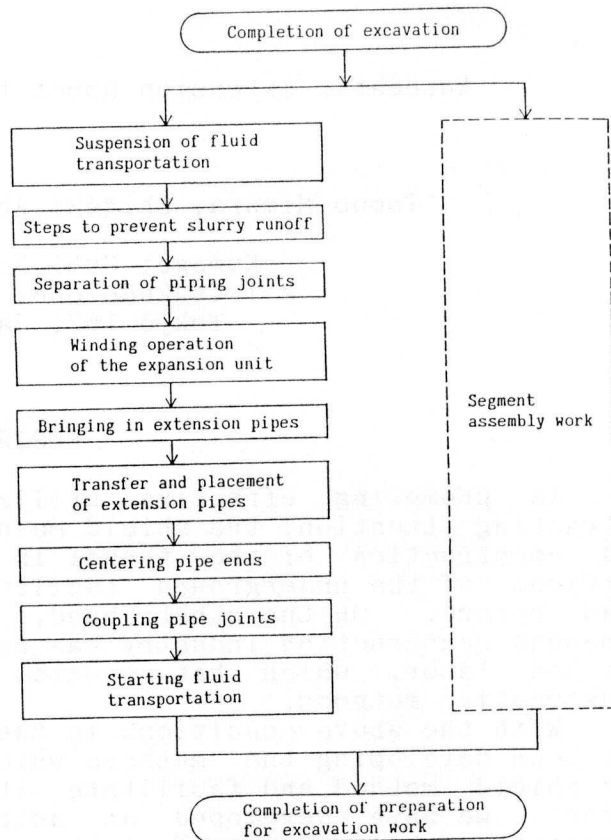 Completion of excavation
Suspension of fluid
transportation
Steps to prevent slurry runoff
Separation of piping joints
Winding operation
of the expansion unit
Bringing in extension pipes
Transfer and placement
of extension pipes
Centering pipe ends
Coupling pipe joints
Starting fluid
transportation
Segment
assembly work
Completion of preparation
for excavation work